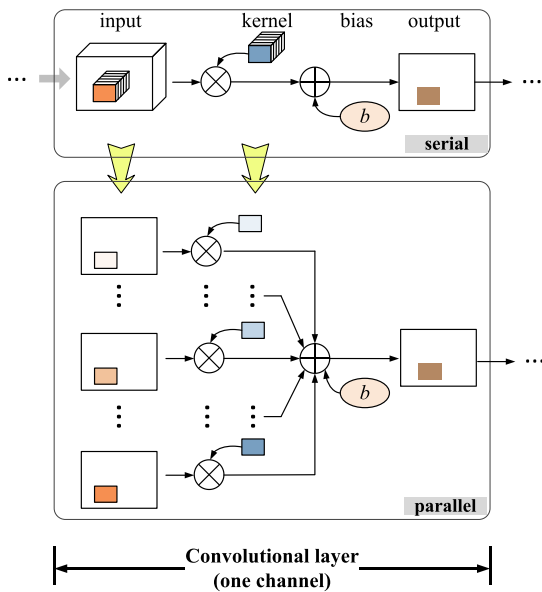 input kernel bias output
...
...
b
serial
...
b
parallel
Convolutional layer
(one channel)